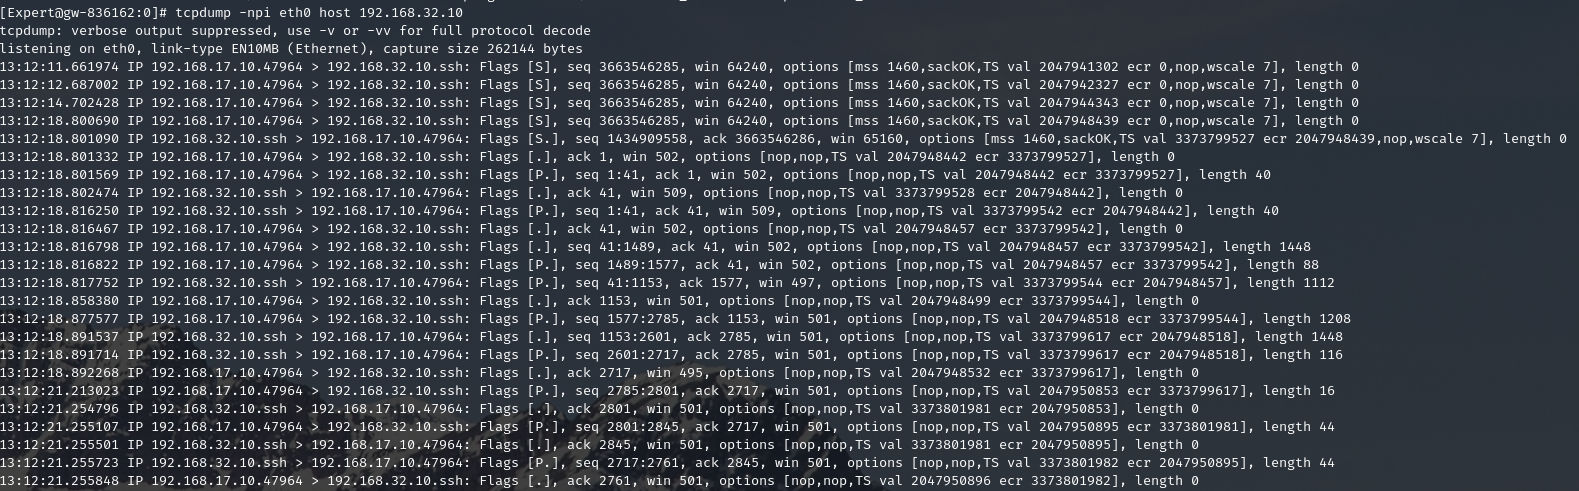 [Expert@gw-836162:0]# tcpdump -npi eth0 host 192.168.32.10
tcpdump: verbose output suppressed, use -v or -vv for full protocol decode
listening on eth0, link-type EN10MB (Ethernet), capture size 262144 bytes
13:12:11.661974 IP 192.168.17.10.47964 > 192.168.32.10.ssh: Flags [S], seq 3663546285, win 64240, options [mss 1460,sackOK,TS val 2047941302 ecr 0,nop,wscale 7], length 0
13:12:12.687002 IP 192.168.17.10.47964 > 192.168.32.10.ssh: Flags [S], seq 3663546285, win 64240, options [mss 1460,sackOK,TS val 2047942327 ecr 0,nop,wscale 7], length 0
13:12:14.702428 IP 192.168.17.10.47964 > 192.168.32.10.ssh: Flags [S], seq 3663546285, win 64240, options [mss 1460,sackOK,TS val 2047944343 ecr 0,nop,wscale 7], length 0
13:12:18.800690 IP 192.168.17.10.47964 > 192.168.32.10.ssh: Flags [S], seq 3663546285, win 64240, options [mss 1460,sackOK,TS val 2047948439 ecr 0,nop,wscale 7], length 0
13:12:18.801090 IP 192.168.32.10.ssh > 192.168.17.10.47964: Flags [S.], seq 1434909558, ack 3663546286, win 65160, options [mss 1460,sackOK,TS val 3373799527 ecr 2047948439,nop,wscale 7], length 0
13:12:18.801332 IP 192.168.17.10.47964 > 192.168.32.10.ssh: Flags [.], ack 1, win 502, options [nop,nop,TS val 2047948442 ecr 3373799527], length 0
13:12:18.801569 IP 192.168.17.10.47964 > 192.168.32.10.ssh: Flags [P.], seq 1:41, ack 1, win 502, options [nop,nop,TS val 2047948442 ecr 3373799527], length 40
13:12:18.802474 IP 192.168.32.10.ssh > 192.168.17.10.47964: Flags [.], ack 41, win 509, options [nop,nop,TS val 3373799528 ecr 2047948442], length 0
13:12:18.816250 IP 192.168.32.10.ssh > 192.168.17.10.47964: Flags [P.], seq 1:41, ack 41, win 509, options [nop,nop,TS val 3373799542 ecr 2047948442], length 40
13:12:18.816467 IP 192.168.17.10.47964 > 192.168.32.10.ssh: Flags [.], ack 41, win 502, options [nop,nop,TS val 2047948457 ecr 3373799542], length 0
13:12:18.816798 IP 192.168.17.10.47964 > 192.168.32.10.ssh: Flags [.], seq 41:1489, ack 41, win 502, options [nop,nop,TS val 2047948457 ecr 3373799542], length 1448
13:12:18.816822 IP 192.168.17.10.47964 > 192.168.32.10.ssh: Flags [P.], seq 1489:1577, ack 41, win 502, options [nop,nop,TS val 2047948457 ecr 3373799542], length 88
13:12:18.817752 IP 192.168.32.10.ssh > 192.168.17.10.47964: Flags [P.], seq 41:1153, ack 1577, win 497, options [nop,nop,TS val 3373799544 ecr 2047948457], length 1112
13:12:18.858380 IP 192.168.17.10.47964 > 192.168.32.10.ssh: Flags [.], ack 1153, win 501, options [nop,nop,TS val 2047948499 ecr 3373799544], length 0
13:12:18.877577 IP 192.168.17.10.47964 > 192.168.32.10.ssh: Flags [P.], seq 1577:2785, ack 1153, win 501, options [nop,nop,TS val 2047948518 ecr 3373799544], length 1208
13:12:18.891537 IP 192.168.32.10.ssh > 192.168.17.10.47964: Flags [.], seq 1153:2601, ack 2785, win 501, options [nop,nop,TS val 3373799617 ecr 2047948518], length 1448
13:12:18.891714 IP 192.168.32.10.ssh > 192.168.17.10.47964: Flags [P.], seq 2601:2717, ack 2785, win 501, options [nop,nop,TS val 3373799617 ecr 2047948518], length 116
13:12:18.892268 IP 192.168.17.10.47964 > 192.168.32.10.ssh: Flags [.], ack 2717, win 495, options [nop,nop,TS val 2047948532 ecr 3373799617], length 0
13:12:21.213023 IP 192.168.17.10.47964 > 192.168.32.10.ssh: Flags [P.], seq 2785:2801, ack 2717, win 501, options [nop,nop,TS val 2047950853 ecr 3373799617], length 16
13:12:21.254796 IP 192.168.32.10.ssh > 192.168.17.10.47964: Flags [.], ack 2801, win 501, options [nop,nop,TS val 3373801981 ecr 2047950853], length 0
13:12:21.255107 IP 192.168.17.10.47964 > 192.168.32.10.ssh: Flags [P.], seq 2801:2845, ack 2717, win 501, options [nop,nop,TS val 2047950895 ecr 3373801981], length 44
13:12:21.255501 IP 192.168.32.10.ssh > 192.168.17.10.47964: Flags [.], ack 2845, win 501, options [nop,nop,TS val 3373801981 ecr 2047950895], length 0
13:12:21.255723 IP 192.168.32.10.ssh > 192.168.17.10.47964: Flags [P.], seq 2717:2761, ack 2845, win 501, options [nop,nop,TS val 3373801982 ecr 2047950895], length 44
13:12:21.255848 IP 192.168.17.10.47964 > 192.168.32.10.ssh: Flags [.], ack 2761, win 501, options [nop,nop,TS val 2047950896 ecr 3373801982], length 0